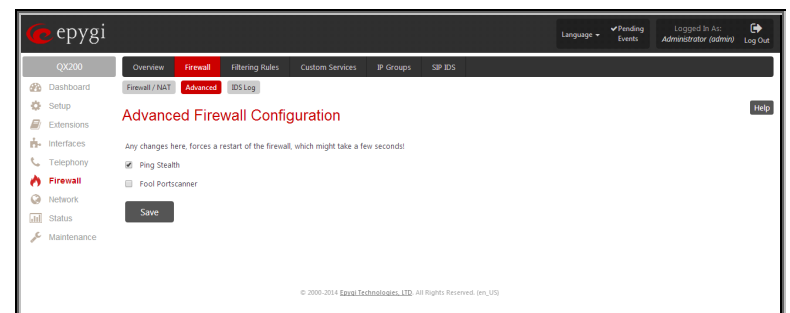 epygi
Language
Pending Events
Logged In As: Administrator (admin)
Log Out
QX200
Overview Firewall Filtering Rules Custom Services IP Groups SIP IDS
Dashboard
Setup
Extensions
Interfaces
Telephony
Firewall
Network
Status
Maintenance
Firewall / NAT Advanced IDS Log
Help
Advanced Firewall Configuration
Any changes here, forces a restart of the firewall, which might take a few seconds!
Ping Stealth
Fool Portscanner
Save
© 2000-2014 Epygi Technologies, LTD. All Rights Reserved. (en_US)